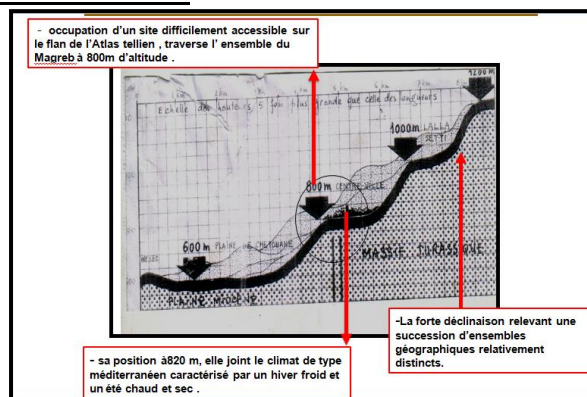 - occupation d'un site difficilement accessible sur
le flan de l'Atlas tellien , traverse l' ensemble du
Magreb à 800m d'altitude .
Echelle des hauteurs 5 fois plus grande que celle des longueurs
1200 m
1000m LALLA
SETTI
800m CENTRE VILLE
600 m PLAINE DE CHETOUANE
MASSIF JURASSIQUE
PLAINE MIOCENE
-La forte déclinaison relevant une
succession d'ensembles
géographiques relativement
distincts.
- sa position à820 m, elle joint le climat de type
méditerranéen caractérisé par un hiver froid et
un été chaud et sec .